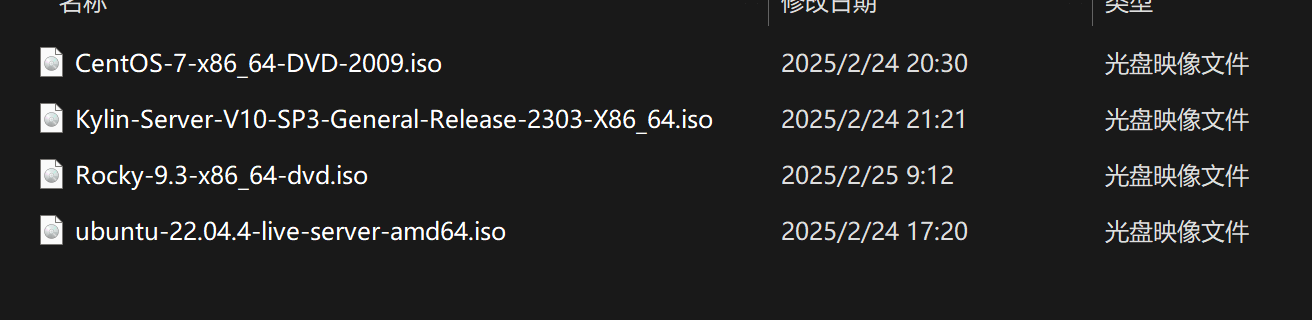 名称 修改日期 类型
CentOS-7-x86_64-DVD-2009.iso 2025/2/24 20:30 光盘映像文件
Kylin-Server-V10-SP3-General-Release-2303-X86_64.iso 2025/2/24 21:21 光盘映像文件
Rocky-9.3-x86_64-dvd.iso 2025/2/25 9:12 光盘映像文件
ubuntu-22.04.4-live-server-amd64.iso 2025/2/24 17:20 光盘映像文件